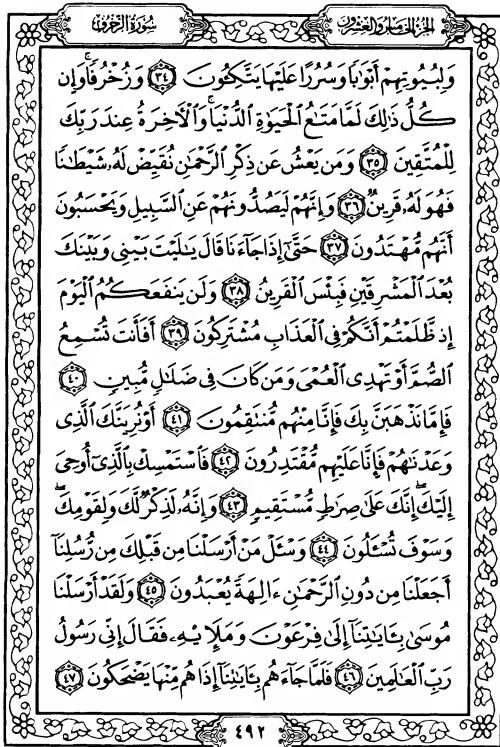 الجزء الخامس والعشرون
سورة الزخرف
وَلِبُيُوتِهِمْ أَبْوَٰبًا وَسُرُرًا عَلَيْهَا يَتَّكِـُٔونَ ٣٤ وَزُخْرُفًا ۚ وَإِن
كُلُّ ذَٰلِكَ لَمَّا مَتَـٰعُ ٱلْحَيَوٰةِ ٱلدُّنْيَا ۚ وَٱلْـَٔاخِرَةُ عِندَ رَبِّكَ
لِلْمُتَّقِينَ ٣٥ وَمَن يَعْشُ عَن ذِكْرِ ٱلرَّحْمَـٰنِ نُقَيِّضْ لَهُۥ شَيْطَـٰنًا
فَهُوَ لَهُۥ قَرِينٌ ٣٦ وَإِنَّهُمْ لَيَصُدُّونَهُمْ عَنِ ٱلسَّبِيلِ وَيَحْسَبُونَ
أَنَّهُم مُّهْتَدُونَ ٣٧ حَتَّىٰٓ إِذَا جَآءَنَا قَالَ يَـٰلَيْتَ بَيْنِى وَبَيْنَكَ
بُعْدَ ٱلْمَشْرِقَيْنِ فَبِئْسَ ٱلْقَرِينُ ٣٨ وَلَن يَنفَعَكُمُ ٱلْيَوْمَ
إِذ ظَّلَمْتُمْ أَنَّكُمْ فِى ٱلْعَذَابِ مُشْتَرِكُونَ ٣٩ أَفَأَنتَ تُسْمِعُ
ٱلصُّمَّ أَوْ تَهْدِى ٱلْعُمْىَ وَمَن كَانَ فِى ضَلَـٰلٍ مُّبِينٍ ٤٠
فَإِمَّا نَذْهَبَنَّ بِكَ فَإِنَّا مِنْهُم مُّنتَقِمُونَ ٤١ أَوْ نُرِيَنَّكَ ٱلَّذِى
وَعَدْنَـٰهُمْ فَإِنَّا عَلَيْهِم مُّقْتَدِرُونَ ٤٢ فَٱسْتَمْسِكْ بِٱلَّذِىٓ أُوحِىَ
إِلَيْكَ ۖ إِنَّكَ عَلَىٰ صِرَٰطٍ مُّسْتَقِيمٍ ٤٣ وَإِنَّهُۥ لَذِكْرٌ لَّكَ وَلِقَوْمِكَ ۖ
وَسَوْفَ تُسْـَٔلُونَ ٤٤ وَسْـَٔلْ مَنْ أَرْسَلْنَا مِن قَبْلِكَ مِن رُّسُلِنَآ
أَجَعَلْنَا مِن دُونِ ٱلرَّحْمَـٰنِ ءَالِهَةً يُعْبَدُونَ ٤٥ وَلَقَدْ أَرْسَلْنَا
مُوسَىٰ بِـَٔايَـٰتِنَآ إِلَىٰ فِرْعَوْنَ وَمَلَإِي۟هِۦ فَقَالَ إِنِّى رَسُولُ
رَبِّ ٱلْعَـٰلَمِينَ ٤٦ فَلَمَّا جَآءَهُم بِـَٔايَـٰتِنَآ إِذَا هُم مِّنْهَا يَضْحَكُونَ ٤٧
٤٩٢